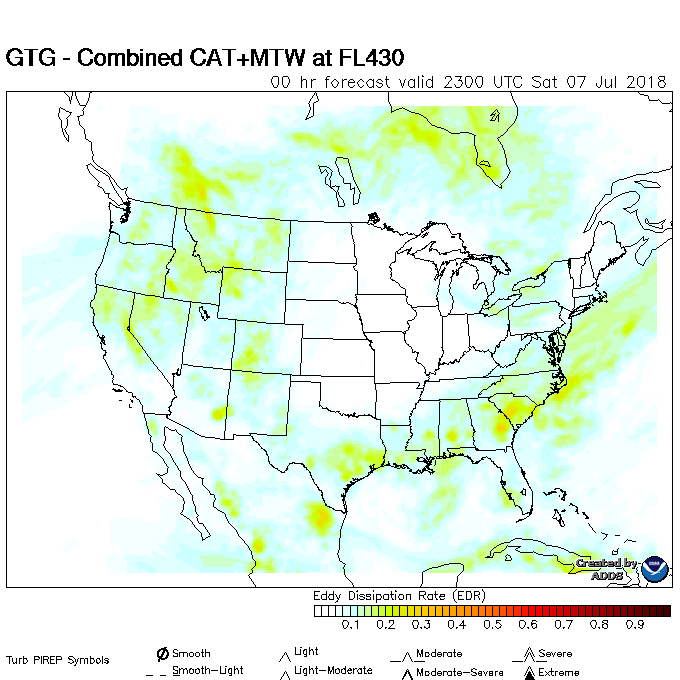 GTG - Combined CAT+MTW at FL430
00 hr forecast valid 2300 UTC Sat 07 Jul 2018
Created by
ADDS
Eddy Dissipation Rate (EDR)
0.1 0.2 0.3 0.4 0.5 0.6 0.7 0.8 0.9
Turb PIREP Symbols
Smooth Light Moderate Severe
Smooth-Light Light-Moderate Moderate-Severe Extreme